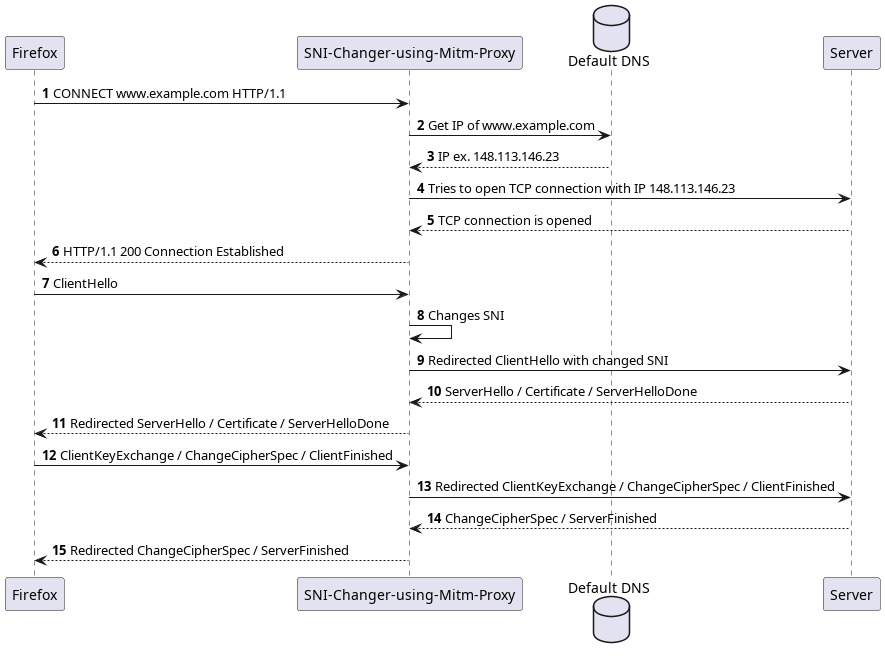 Firefox
SNI-Changer-using-Mitm-Proxy
Default DNS
Server
1 CONNECT www.example.com HTTP/1.1
2 Get IP of www.example.com
3 IP ex. 148.113.146.23
4 Tries to open TCP connection with IP 148.113.146.23
5 TCP connection is opened
6 HTTP/1.1 200 Connection Established
7 ClientHello
8 Changes SNI
9 Redirected ClientHello with changed SNI
10 ServerHello / Certificate / ServerHelloDone
11 Redirected ServerHello / Certificate / ServerHelloDone
12 ClientKeyExchange / ChangeCipherSpec / ClientFinished
13 Redirected ClientKeyExchange / ChangeCipherSpec / ClientFinished
14 ChangeCipherSpec / ServerFinished
15 Redirected ChangeCipherSpec / ServerFinished
Firefox
SNI-Changer-using-Mitm-Proxy
Default DNS
Server